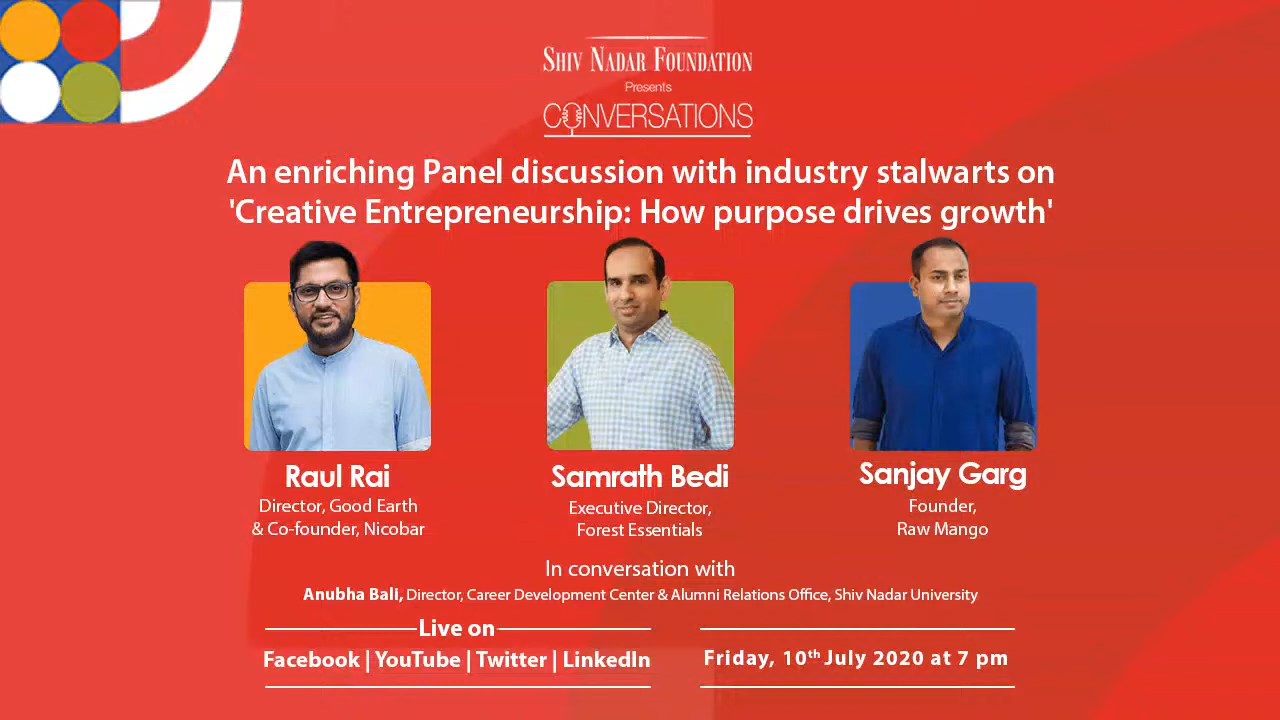 SHIV NADAR FOUNDATION
Presents
CONVERSATIONS
An enriching Panel discussion with industry stalwarts on
'Creative Entrepreneurship: How purpose drives growth'
Raul Rai
Director, Good Earth
& Co-founder, Nicobar
Samrath Bedi
Executive Director,
Forest Essentials
Sanjay Garg
Founder,
Raw Mango
In conversation with
Anubha Bali, Director, Career Development Center & Alumni Relations Office, Shiv Nadar University
Live on
Facebook | YouTube | Twitter | LinkedIn
Friday, 10th July 2020 at 7 pm